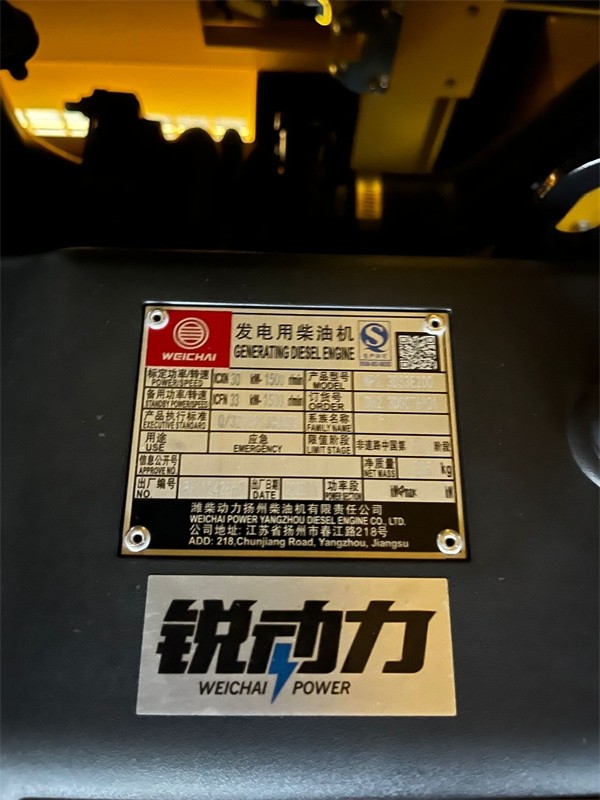 WEICHAI
发电用柴油机
GENERATING DIESEL ENGINE
标定功率/转速 ICXN 30 kW- 1500 r/min 产品型号
POWER/SPEED MODEL
备用功率/转速 ICFN 33 kW- 1500 r/min 订货号
STANDBY POWER/SPEED ORDER
产品执行标准 系族名称
EXECUTIVE STANDARD FAMILY NAME
用途 应急 限值阶段 非道路中国第 阶段
USE EMERGENCY LIMIT STAGE
信息公开号 净质量 kg
APPROVE NO. NET MASS
出厂编号 出厂日期 功率段 kW≤Pmax kW
NO. DATE POWER SECTION
潍柴动力扬州柴油机有限责任公司
WEICHAI POWER YANGZHOU DIESEL ENGINE CO., LTD.
公司地址: 江苏省扬州市春江路218号
ADD: 218,Chunjiang Road, Yangzhou, Jiangsu
锐动力
WEICHAI POWER